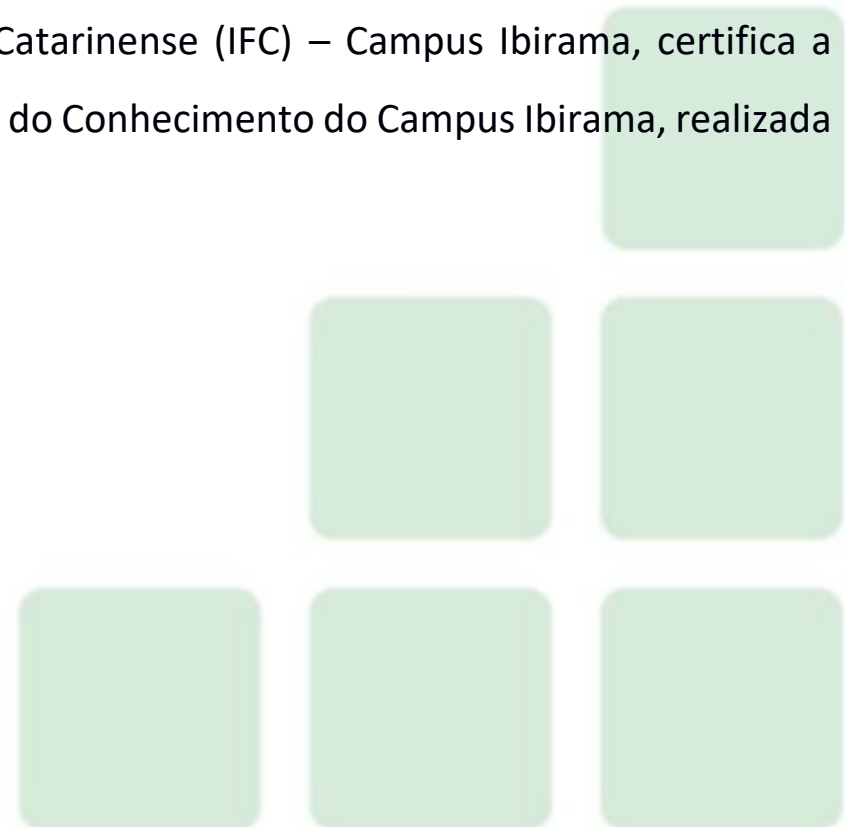 Catarinense (IFC) – Campus Ibirama, certifica a
do Conhecimento do Campus Ibirama, realizada